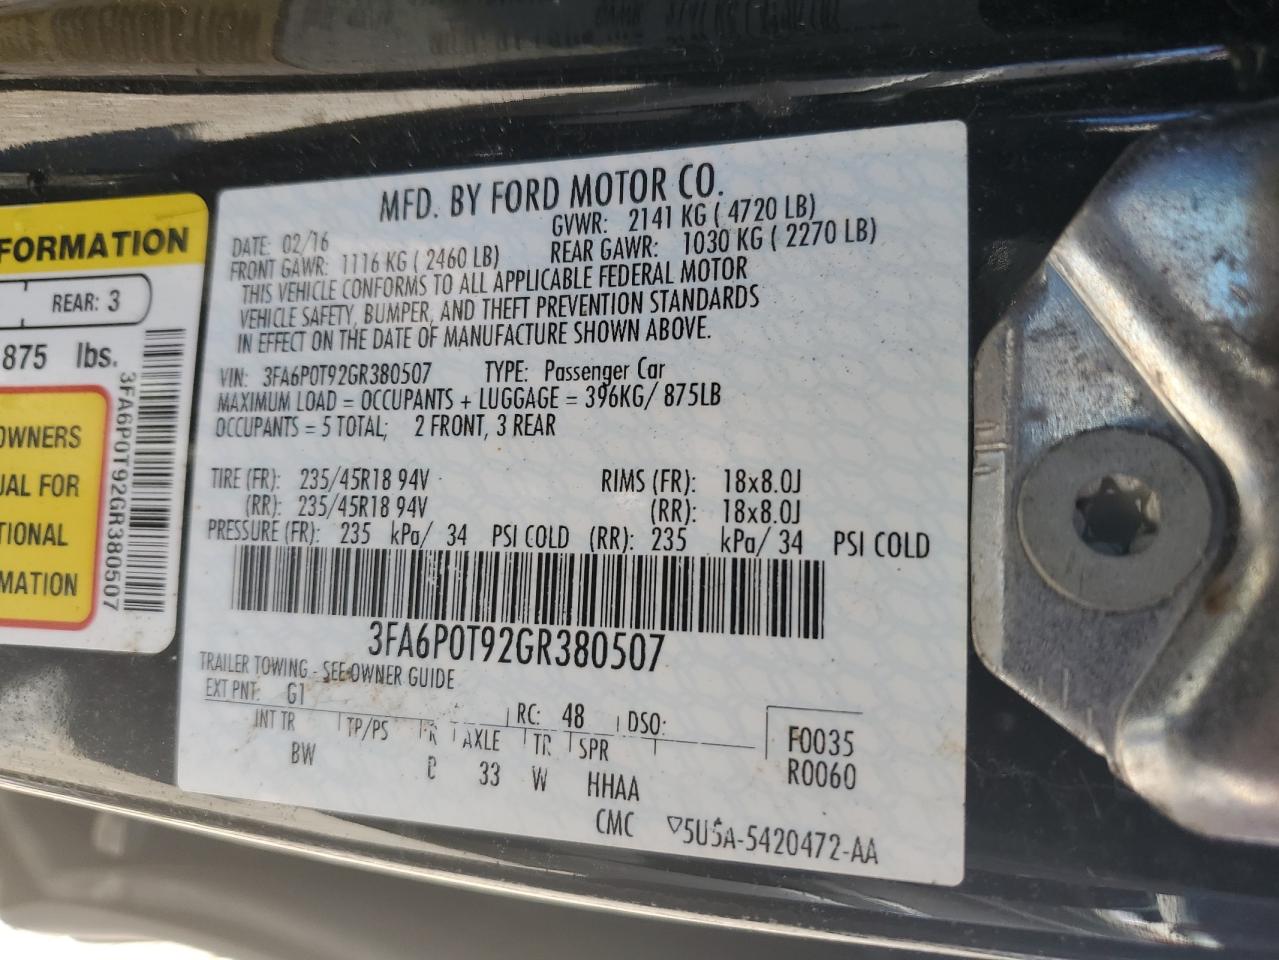 FORMATION
REAR: 3
875 lbs.
OWNERS
UAL FOR
TIONAL
MATION
3FA6P0T92GR380507
MFD. BY FORD MOTOR CO.
DATE: 02/16 GVWR: 2141 KG ( 4720 LB)
FRONT GAWR: 1116 KG ( 2460 LB) REAR GAWR: 1030 KG ( 2270 LB)
THIS VEHICLE CONFORMS TO ALL APPLICABLE FEDERAL MOTOR
VEHICLE SAFETY, BUMPER, AND THEFT PREVENTION STANDARDS
IN EFFECT ON THE DATE OF MANUFACTURE SHOWN ABOVE.
VIN: 3FA6P0T92GR380507 TYPE: Passenger Car
MAXIMUM LOAD = OCCUPANTS + LUGGAGE = 396KG/ 875LB
OCCUPANTS = 5 TOTAL; 2 FRONT, 3 REAR
TIRE (FR): 235/45R18 94V RIMS (FR): 18x8.0J
(RR): 235/45R18 94V (RR): 18x8.0J
PRESSURE (FR): 235 kPa/ 34 PSI COLD (RR): 235 kPa/ 34 PSI COLD
3FA6P0T92GR380507
TRAILER TOWING - SEE OWNER GUIDE
EXT PNT: G1 RC: 48 DSO:
INT TR TP/PS R AXLE TR SPR F0035
BW 33 W HHAA R0060
CMC ▽5U5A-5420472-AA